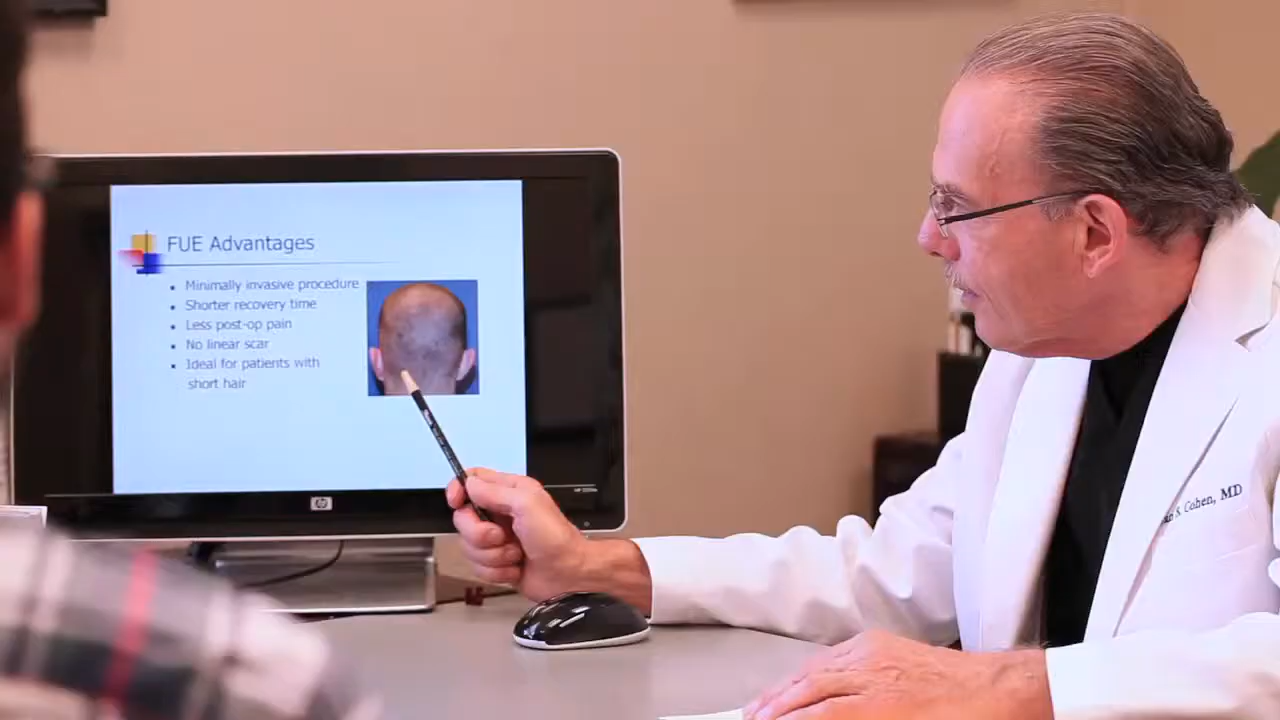 FUE Advantages
Minimally invasive procedure
Shorter recovery time
Less post-op pain
No linear scar
Ideal for patients with
short hair
hp
S. Cohen, MD